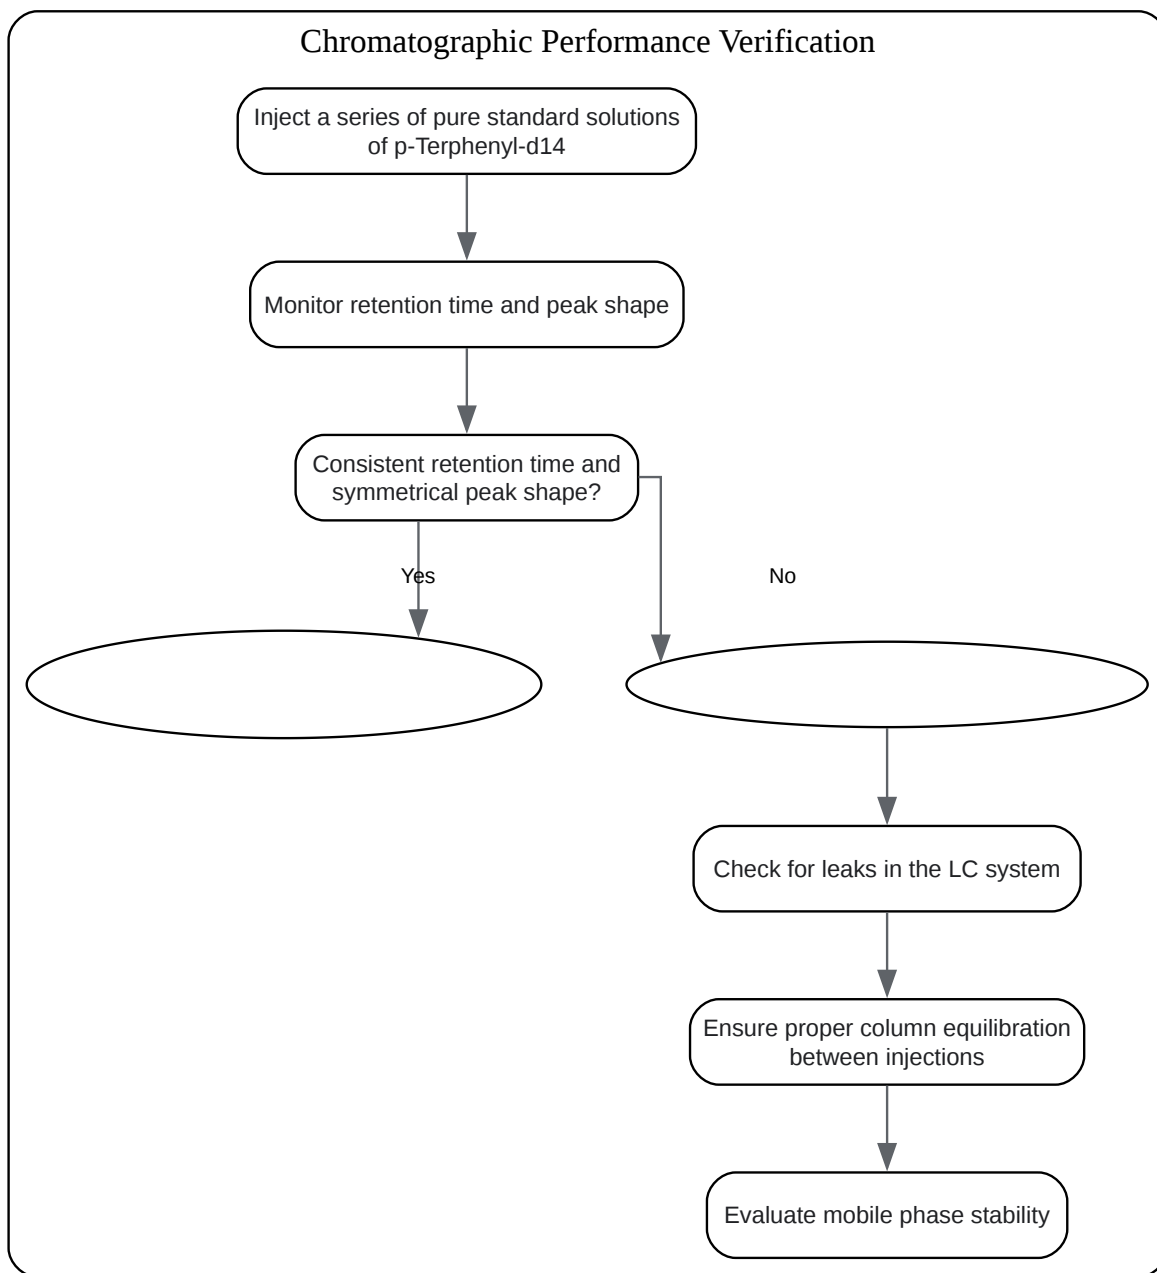 Chromatographic Performance Verification
Inject a series of pure standard solutions
of p-Terphenyl-d14
Monitor retention time and peak shape
Consistent retention time and
symmetrical peak shape?
Yes
No
Check for leaks in the LC system
Ensure proper column equilibration
between injections
Evaluate mobile phase stability